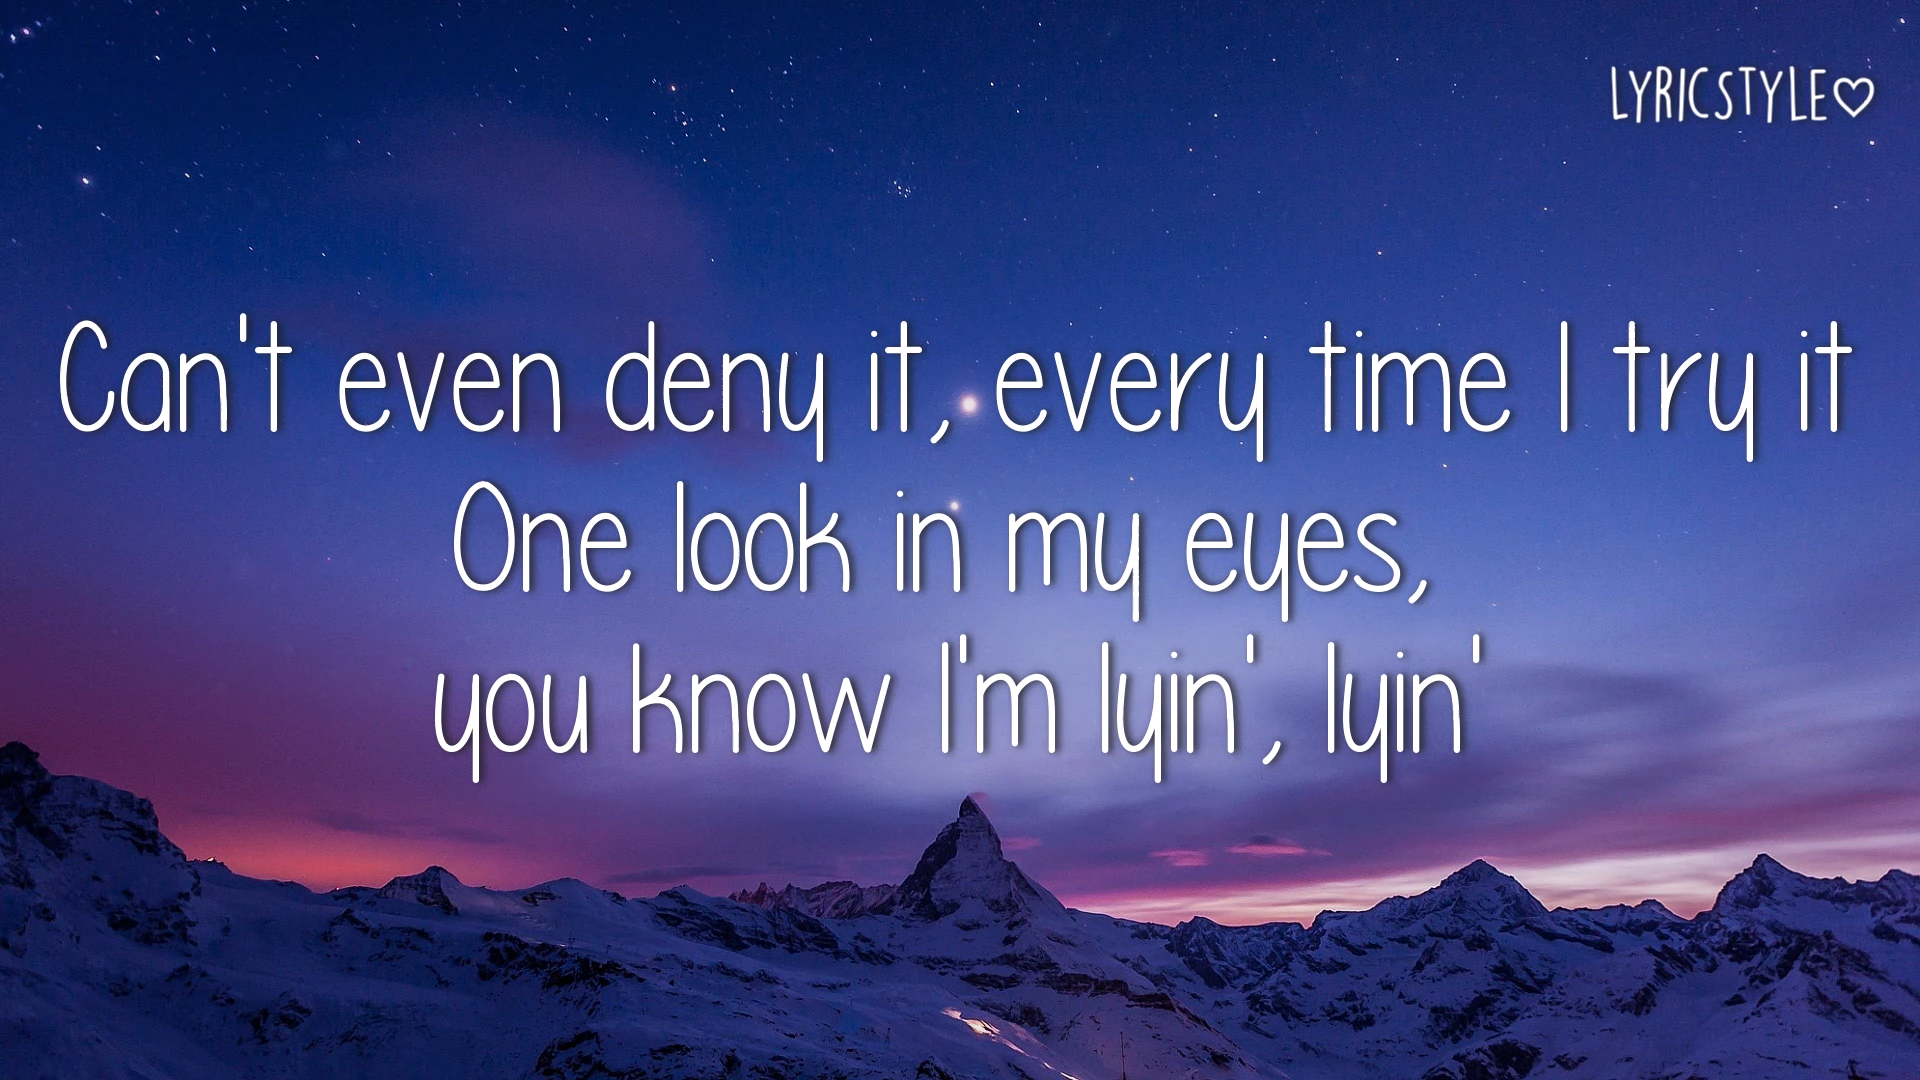 LYRICSTYLE♡
Can't even deny it, every time I try it
One look in my eyes,
you know I'm lyin', lyin'